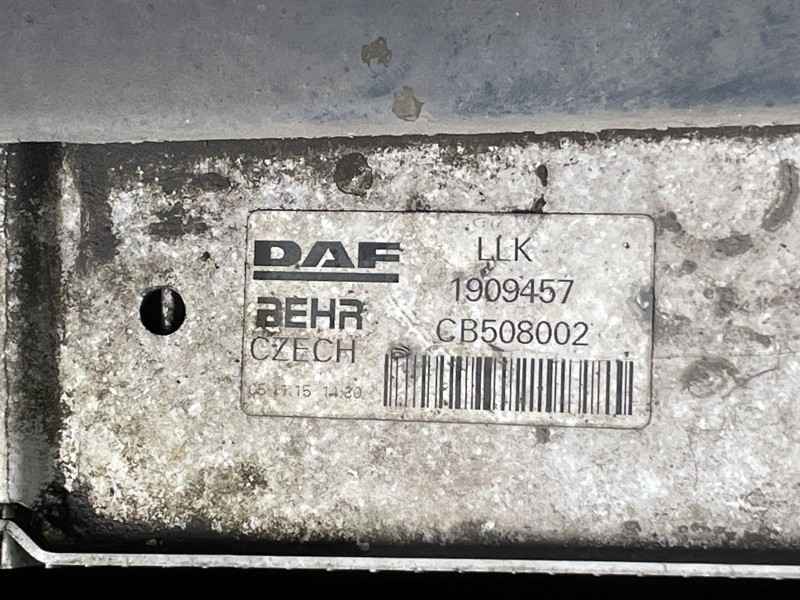 DAF
LLK
1909457
BEHR
CB508002
CZECH